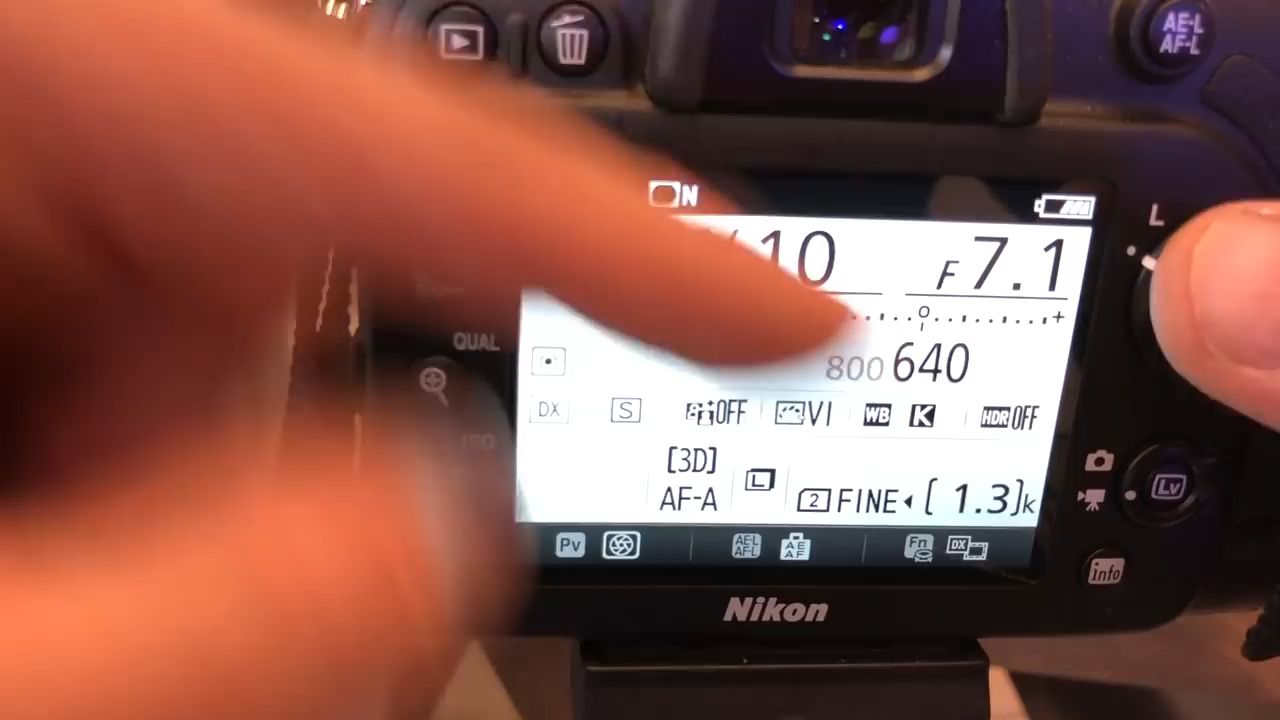 AE-L
AF-L
N
L
10 F7.1
QUAL
800 640
DX S OFF VI WB K HDR OFF
[3D]
AF-A L 2 FINE [1.3]k
Lv
Pv AE-L AF-L AE AF Fn DX
info
Nikon